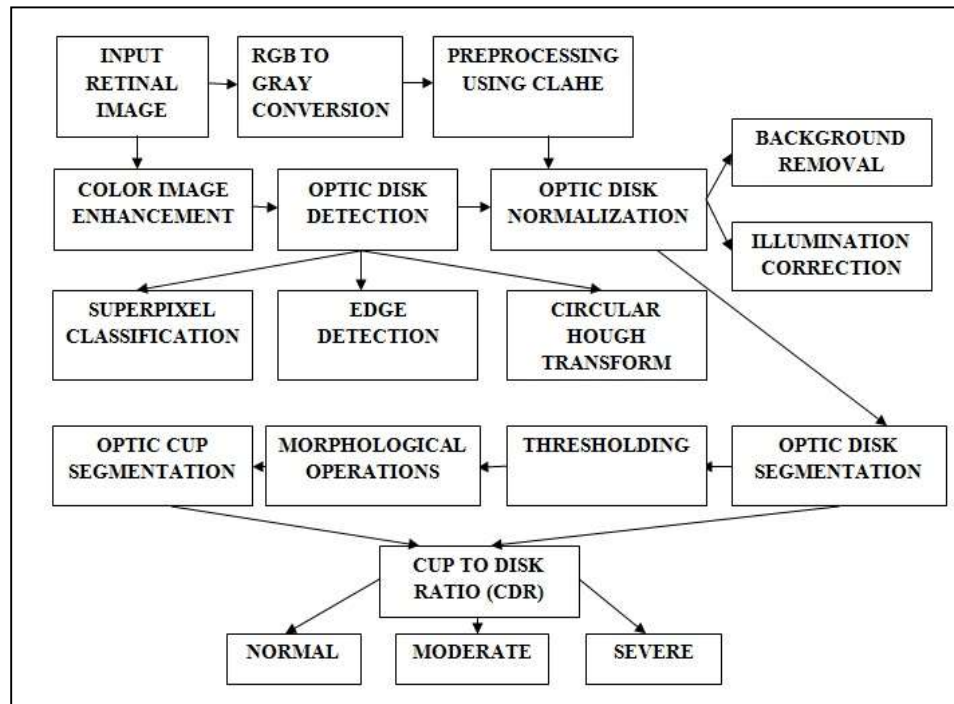 INPUT
RETINAL
IMAGE
RGB TO
GRAY
CONVERSION
PREPROCESSING
USING CLAHE
BACKGROUND
REMOVAL
COLOR IMAGE
ENHANCEMENT
OPTIC DISK
DETECTION
OPTIC DISK
NORMALIZATION
ILLUMINATION
CORRECTION
SUPERPIXEL
CLASSIFICATION
EDGE
DETECTION
CIRCULAR
HOUGH
TRANSFORM
OPTIC CUP
SEGMENTATION
MORPHOLOGICAL
OPERATIONS
THRESHOLDING
OPTIC DISK
SEGMENTATION
CUP TO DISK
RATIO (CDR)
NORMAL
MODERATE
SEVERE